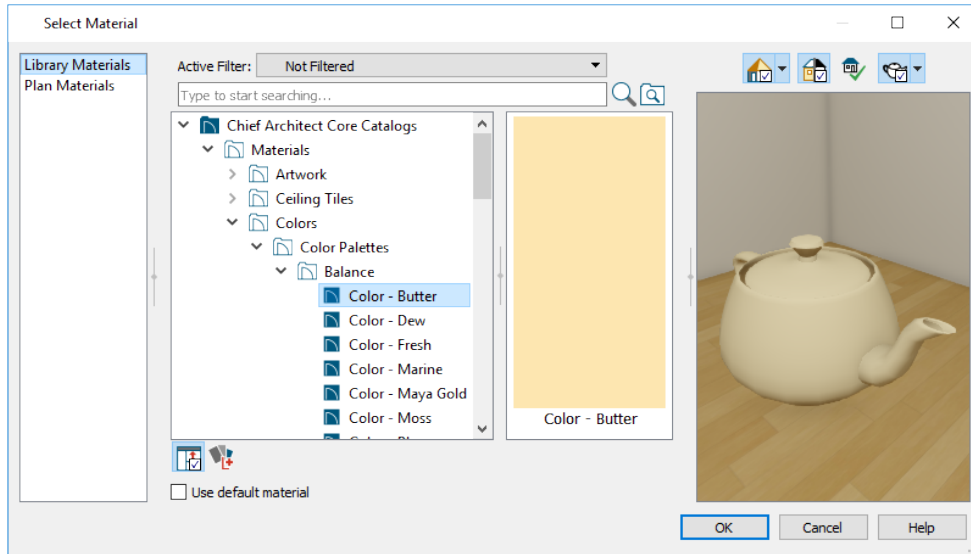 Select Material
Library Materials
Plan Materials
Active Filter: Not Filtered
Type to start searching...
Chief Architect Core Catalogs
Materials
Artwork
Ceiling Tiles
Colors
Color Palettes
Balance
Color - Butter
Color - Dew
Color - Fresh
Color - Marine
Color - Maya Gold
Color - Moss
Color - Butter
Use default material
OK Cancel Help